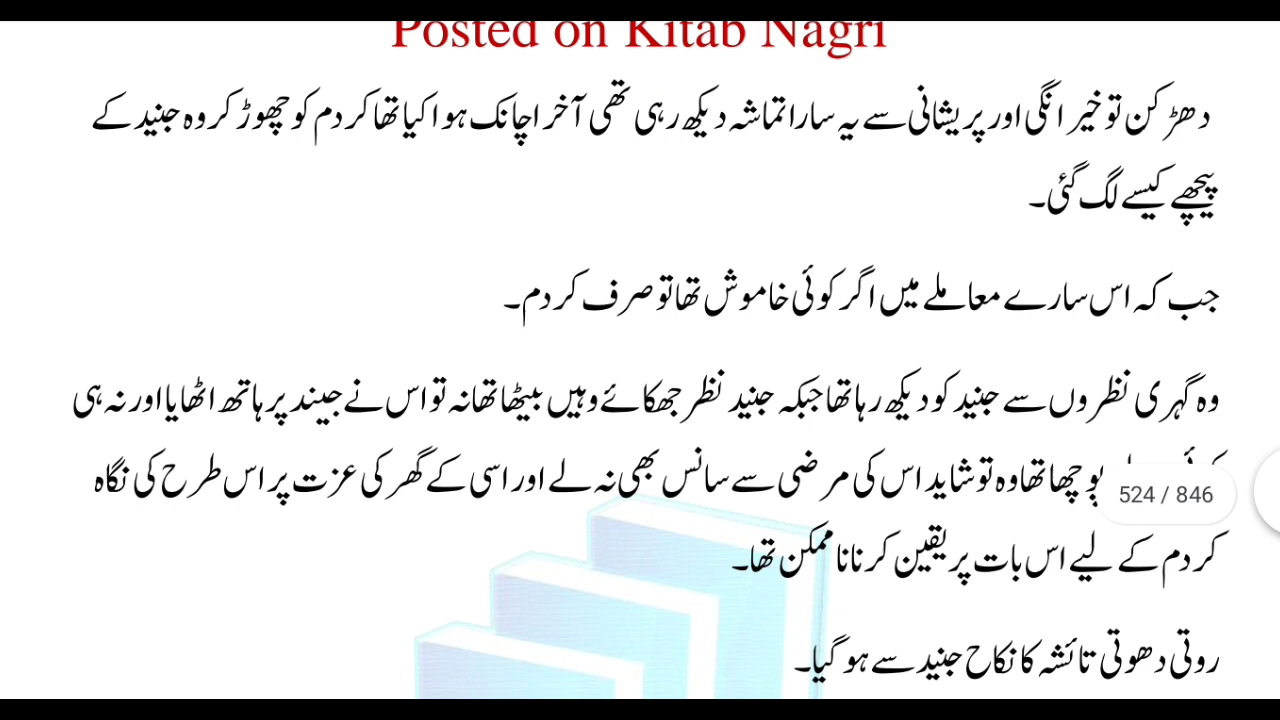 Posted on Kitab Nagri
دھڑکن تو خیر انگی اور پریشانی سے یہ سارا تماشہ دیکھ رہی تھی آخر اچانک ہوا کیا تھا کردم کو چھوڑ کر وہ جنید کے
پیچھے کیسے لگ گئی۔
جب کہ اس سارے معاملے میں اگر کوئی خاموش تھا تو صرف کردم۔
وہ گہری نظروں سے جنید کو دیکھ رہا تھا جبکہ جنید نظر جھکائے وہیں بیٹھا تھا نہ تو اس نے جیند پر ہاتھ اٹھایا اور نہ ہی
پوچھا تھا وہ تو شاید اس کی مرضی سے سانس بھی نہ لے اور اسی کے گھر کی عزت پر اس طرح کی نگاہ
کردم کے لیے اس بات پر یقین کرنا ناممکن تھا۔
روتی دھوتی تائشہ کا نکاح جنید سے ہو گیا۔
524 / 846